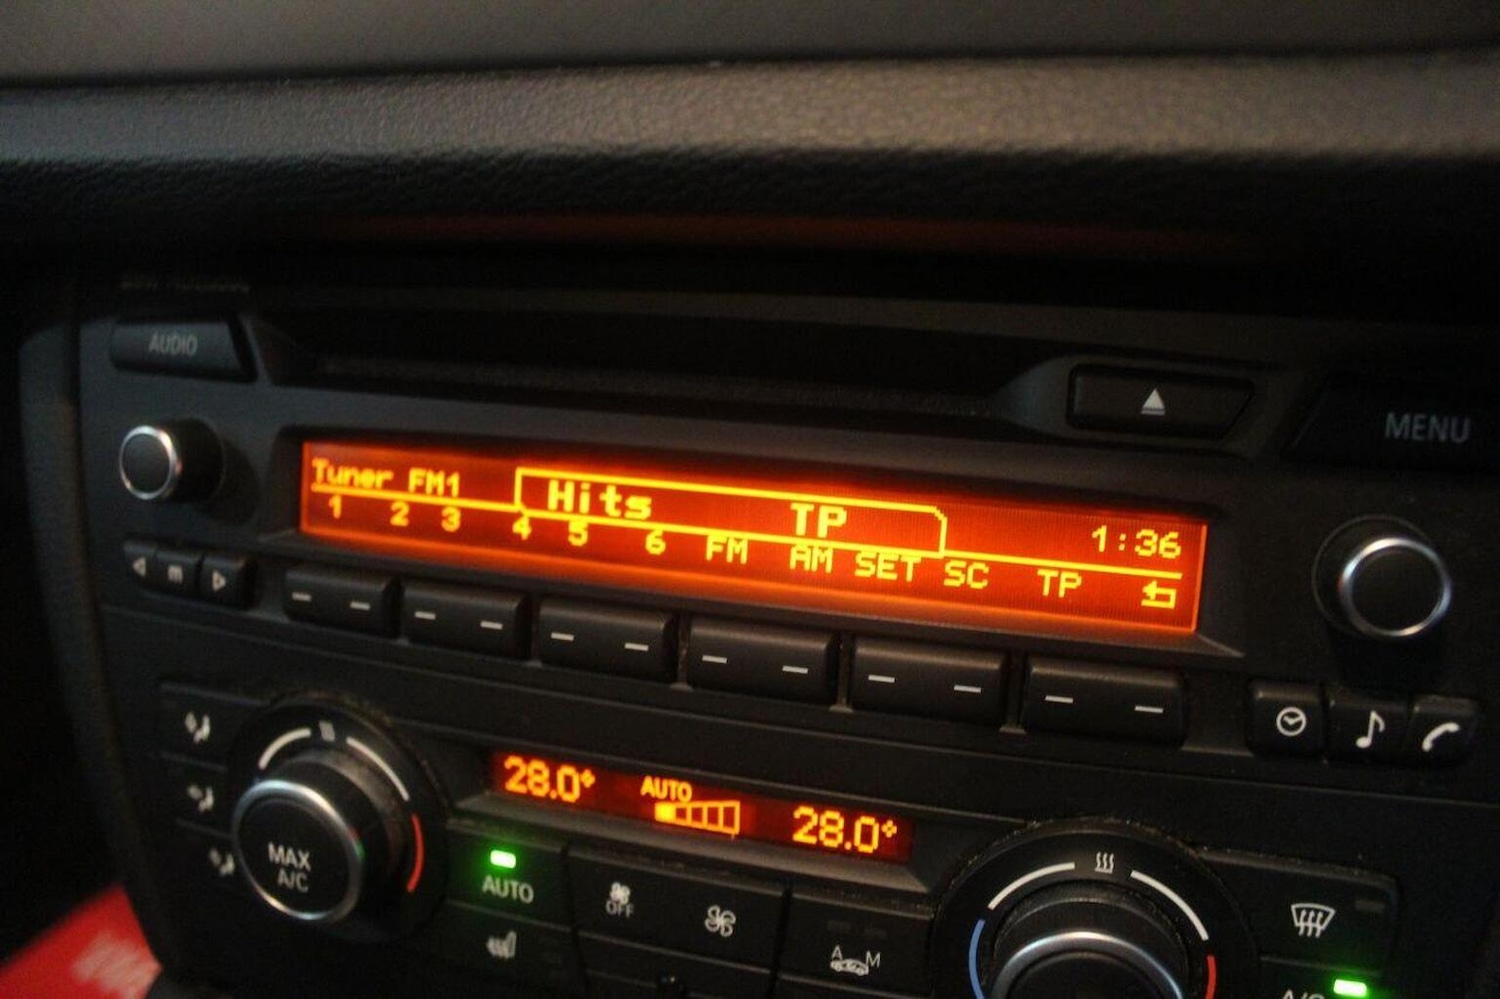 AUDIO
MENU
Tuner FM1 Hits TP 1:36
1 2 3 4 5 6 FM AM SET SC TP
m
28.0° AUTO 28.0°
MAX
A/C
AUTO
OFF
A M
A/C